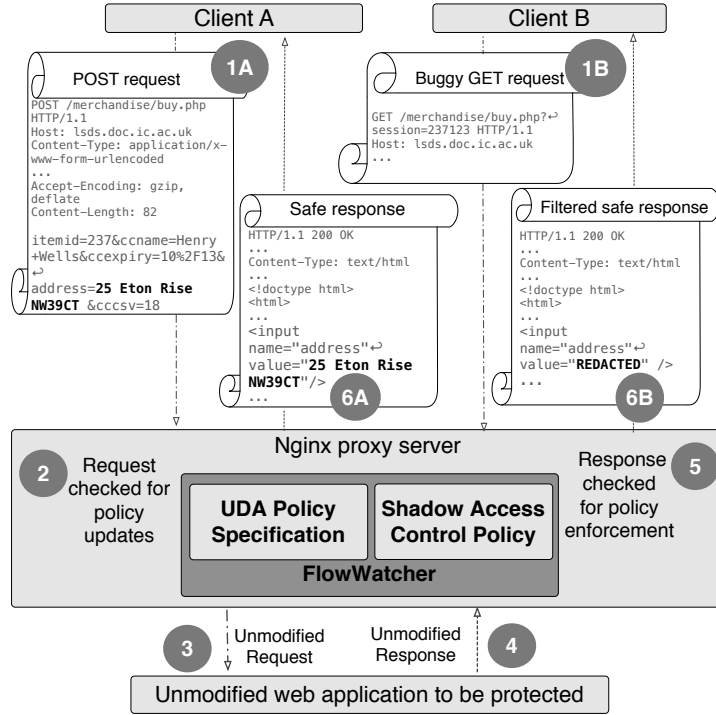 Client A
Client B
1A
POST request
POST /merchandise/buy.php
HTTP/1.1
Host: lsds.doc.ic.ac.uk
Content-Type: application/x-
www-form-urlencoded
...
Accept-Encoding: gzip,
deflate
Content-Length: 82
itemid=237&ccname=Henry
+Wells&ccexpiry=10%2F13&
↩
address=25 Eton Rise
NW39CT &cccsv=18
1B
Buggy GET request
GET /merchandise/buy.php?↩
session=237123 HTTP/1.1
Host: lsds.doc.ic.ac.uk
...
Safe response
HTTP/1.1 200 OK
...
Content-Type: text/html
...
<!doctype html>
<html>
...
<input
name="address"↩
value="25 Eton Rise
NW39CT"/>
...
6A
Filtered safe response
HTTP/1.1 200 OK
...
Content-Type: text/html
...
<!doctype html>
<html>
...
<input
name="address"↩
value="REDACTED" />
...
6B
Nginx proxy server
2
Request
checked for
policy
updates
UDA Policy
Specification
Shadow Access
Control Policy
FlowWatcher
5
Response
checked
for policy
enforcement
3
Unmodified
Request
Unmodified
Response
4
Unmodified web application to be protected